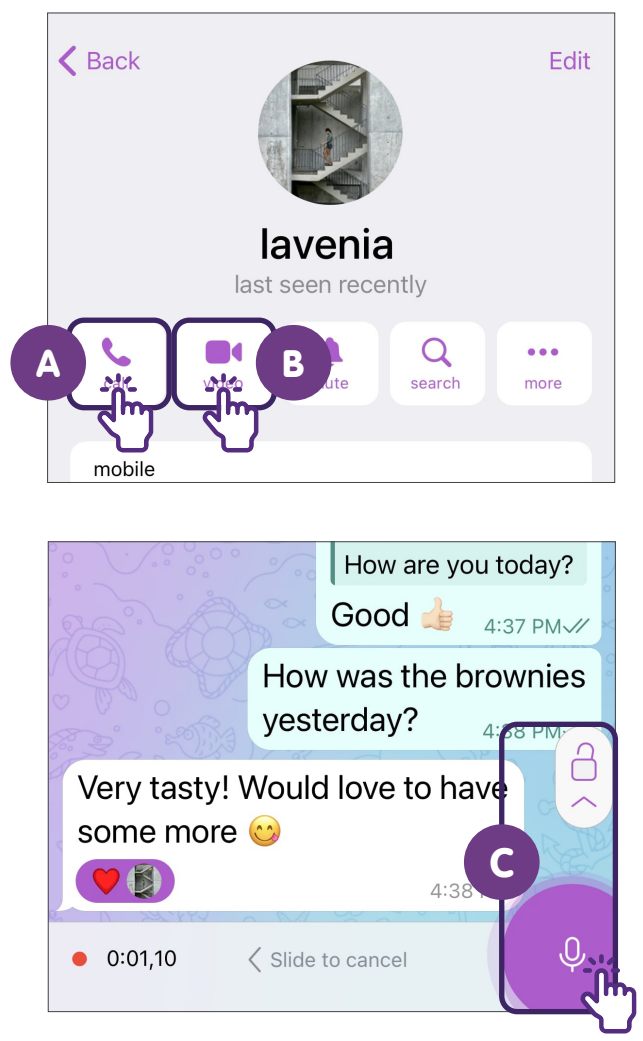 Back
Edit
lavenia
last seen recently
A
B
search
more
mobile
How are you today?
Good 👍🏻
4:37 PM
How was the brownies
yesterday?
Very tasty! Would love to have
some more 😋
4:38
C
0:01,10
Slide to cancel